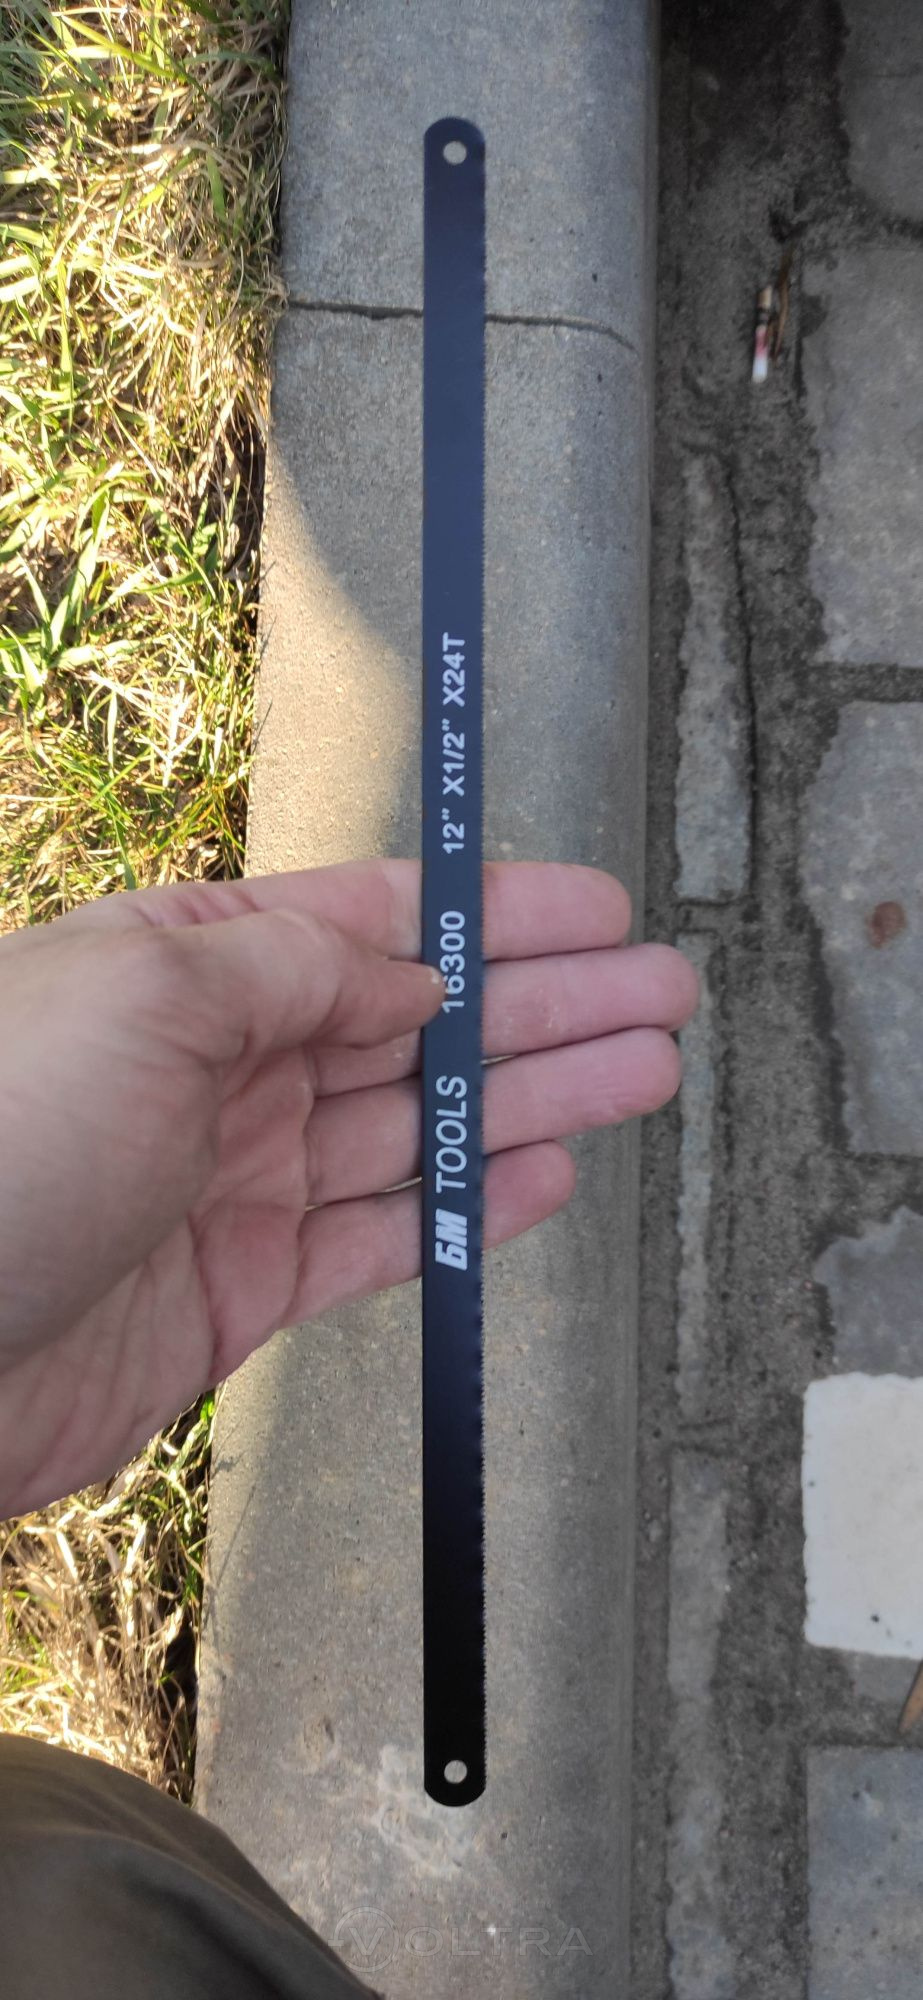 БМ TOOLS 16300 12" X1/2" X24T
VOLTRA